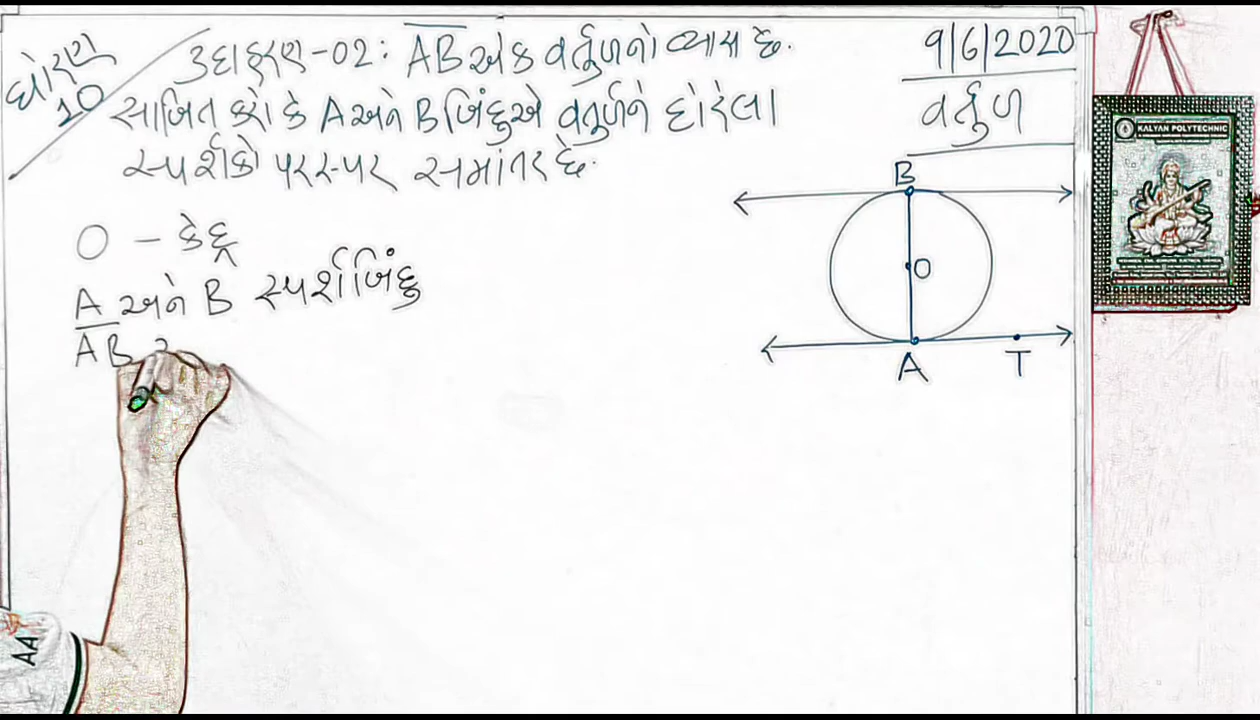 ધોરણ
10
ઉદાહરણ-02: AB એક વર્તુળનો વ્યાસ છે.
સાબિત કરો કે A અને B બિંદુએ વર્તુળને દોરેલા
સ્પર્શકો પરસ્પર સમાંતર છે.
9/6/2020
વર્તુળ
O - કેન્દ્ર
A અને B સ્પર્શબિંદુ
AB
B
O
A
T
KALYAN POLYTECHNIC
AA